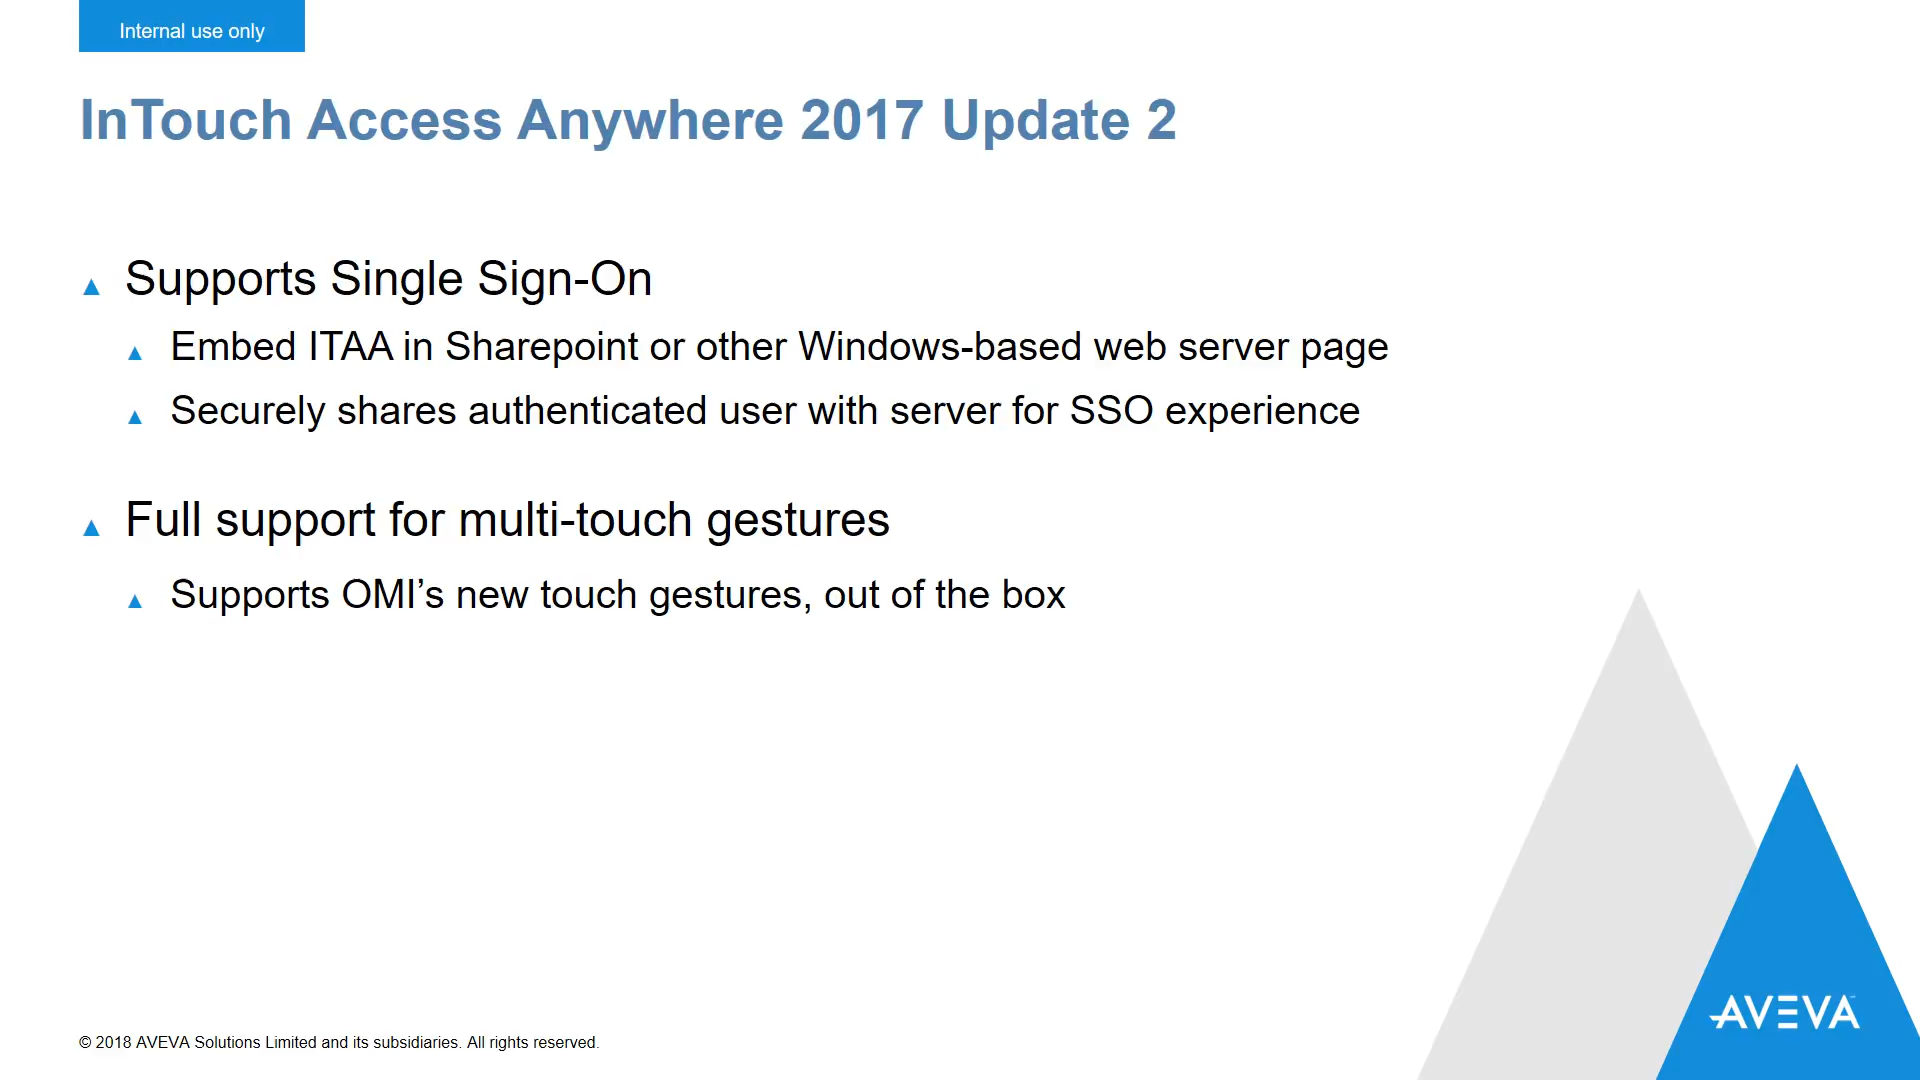 Internal use only
InTouch Access Anywhere 2017 Update 2
Supports Single Sign-On
Embed ITAA in Sharepoint or other Windows-based web server page
Securely shares authenticated user with server for SSO experience
Full support for multi-touch gestures
Supports OMI’s new touch gestures, out of the box
AVEVA
© 2018 AVEVA Solutions Limited and its subsidiaries. All rights reserved.